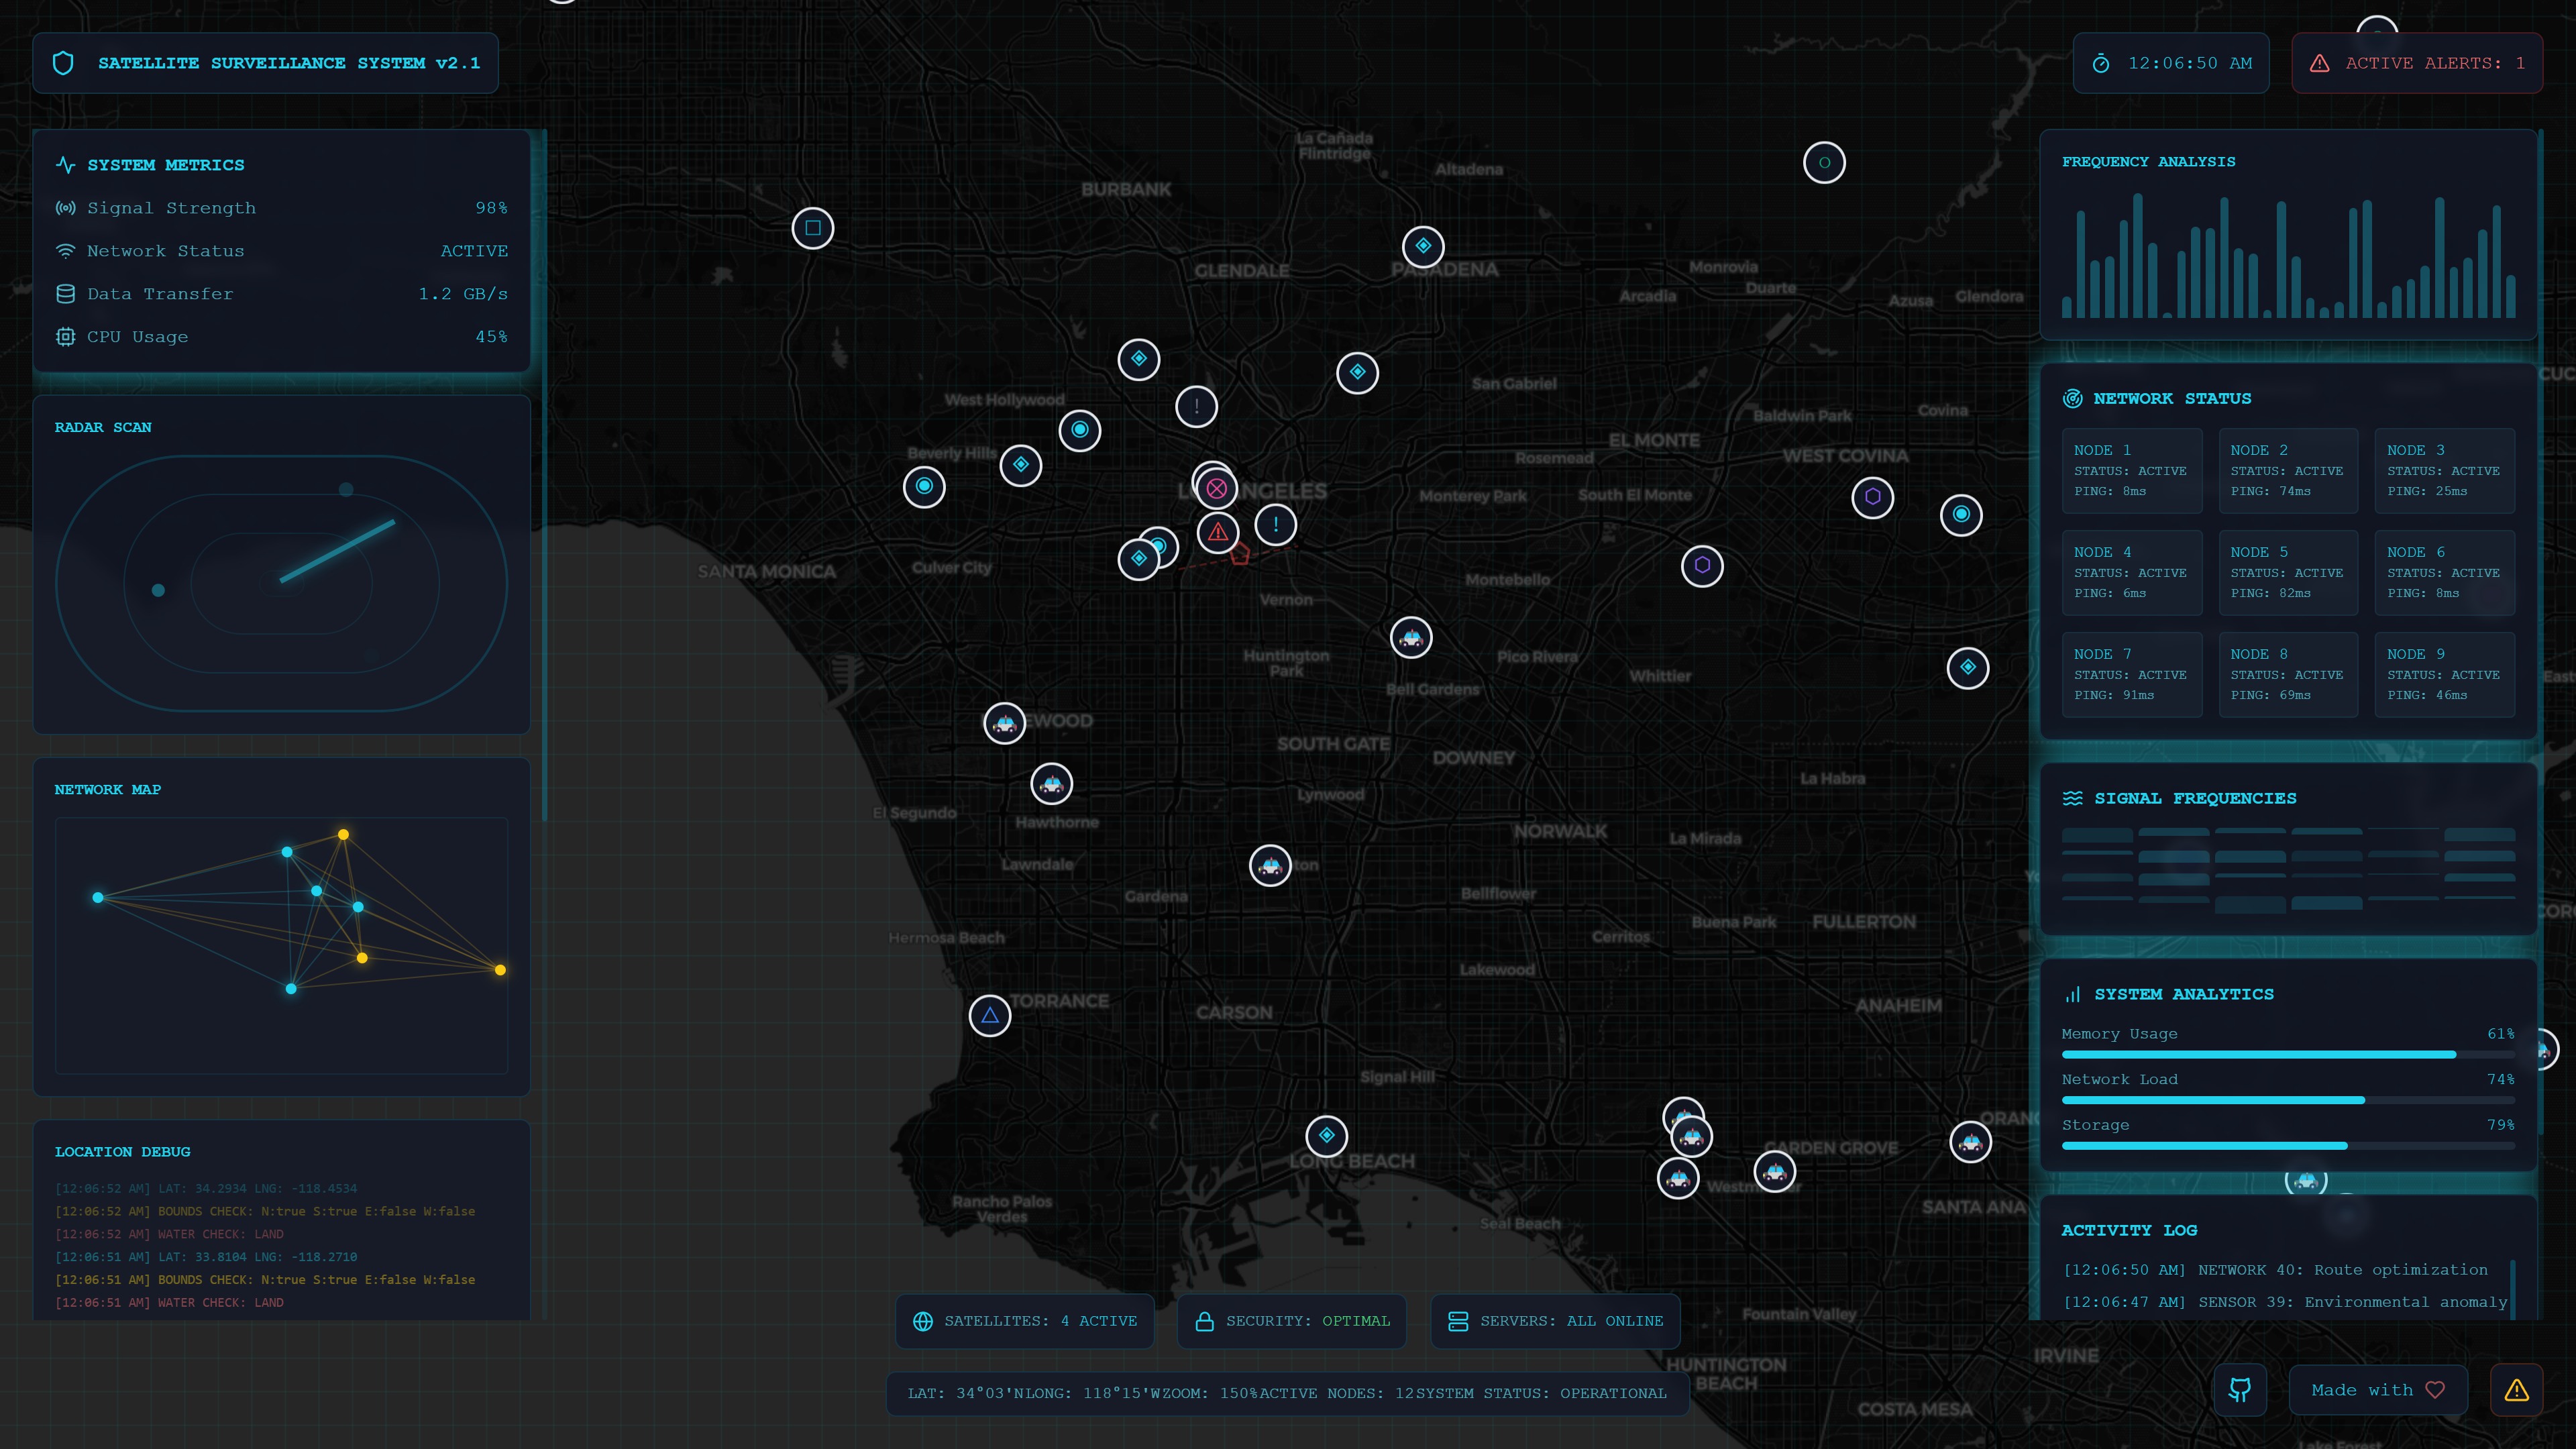 SATELLITE SURVEILLANCE SYSTEM v2.1
12:06:50 AM
ACTIVE ALERTS: 1
SYSTEM METRICS
Signal Strength 98%
Network Status ACTIVE
Data Transfer 1.2 GB/s
CPU Usage 45%
RADAR SCAN
NETWORK MAP
LOCATION DEBUG
[12:06:52 AM] LAT: 34.2934 LNG: -118.4534
[12:06:52 AM] BOUNDS CHECK: N:true S:true E:false W:false
[12:06:52 AM] WATER CHECK: LAND
[12:06:51 AM] LAT: 33.8104 LNG: -118.2710
[12:06:51 AM] BOUNDS CHECK: N:true S:true E:false W:false
[12:06:51 AM] WATER CHECK: LAND
La Cañada
Flintridge
Altadena
BURBANK
GLENDALE
PASADENA
Monrovia
Duarte
Arcadia
Azusa
Glendora
San Gabriel
West Hollywood
Baldwin Park
Covina
EL MONTE
Beverly Hills
Rosemead
WEST COVINA
ANGELES
Monterey Park
South El Monte
SANTA MONICA
Culver City
Montebello
Vernon
Huntington
Park
Pico Rivera
Whittier
Bell Gardens
EWOOD
SOUTH GATE
DOWNEY
La Habra
Lynwood
El Segundo
Hawthorne
NORWALK
La Mirada
Lawndale
ton
Gardena
Bellflower
Buena Park
FULLERTON
Hermosa Beach
Cerritos
Lakewood
TORRANCE
CARSON
ANAHEIM
Signal Hill
ORANG
GARDEN GROVE
LONG BEACH
Rancho Palos
Verdes
SANTA ANA
Seal Beach
Fountain Valley
HUNTINGTON
BEACH
IRVINE
COSTA MESA
Lake Forest
FREQUENCY ANALYSIS
NETWORK STATUS
NODE 1 NODE 2 NODE 3
STATUS: ACTIVE STATUS: ACTIVE STATUS: ACTIVE
PING: 8ms PING: 74ms PING: 25ms
NODE 4 NODE 5 NODE 6
STATUS: ACTIVE STATUS: ACTIVE STATUS: ACTIVE
PING: 6ms PING: 82ms PING: 8ms
NODE 7 NODE 8 NODE 9
STATUS: ACTIVE STATUS: ACTIVE STATUS: ACTIVE
PING: 91ms PING: 69ms PING: 46ms
SIGNAL FREQUENCIES
SYSTEM ANALYTICS
Memory Usage 61%
Network Load 74%
Storage 79%
ACTIVITY LOG
[12:06:50 AM] NETWORK 40: Route optimization
[12:06:47 AM] SENSOR 39: Environmental anomaly
SATELLITES: 4 ACTIVE
SECURITY: OPTIMAL
SERVERS: ALL ONLINE
LAT: 34°03'NLONG: 118°15'WZOOM: 150%ACTIVE NODES: 12SYSTEM STATUS: OPERATIONAL
Made with